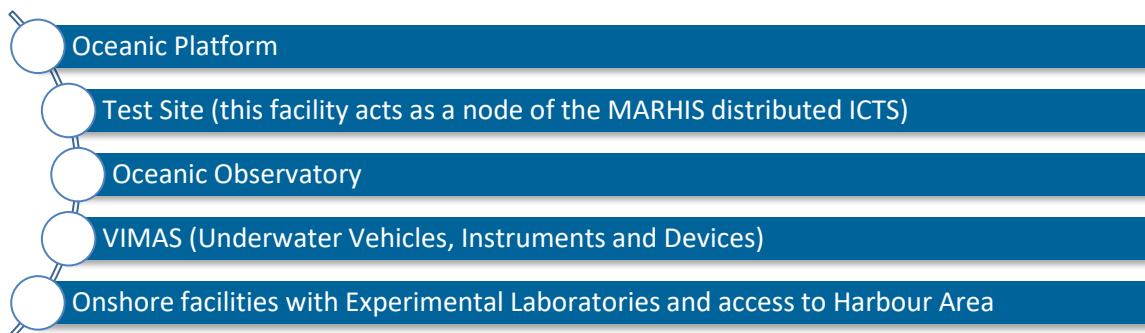 Oceanic Platform
Test Site (this facility acts as a node of the MARHIS distributed ICTS)
Oceanic Observatory
VIMAS (Underwater Vehicles, Instruments and Devices)
Onshore facilities with Experimental Laboratories and access to Harbour Area